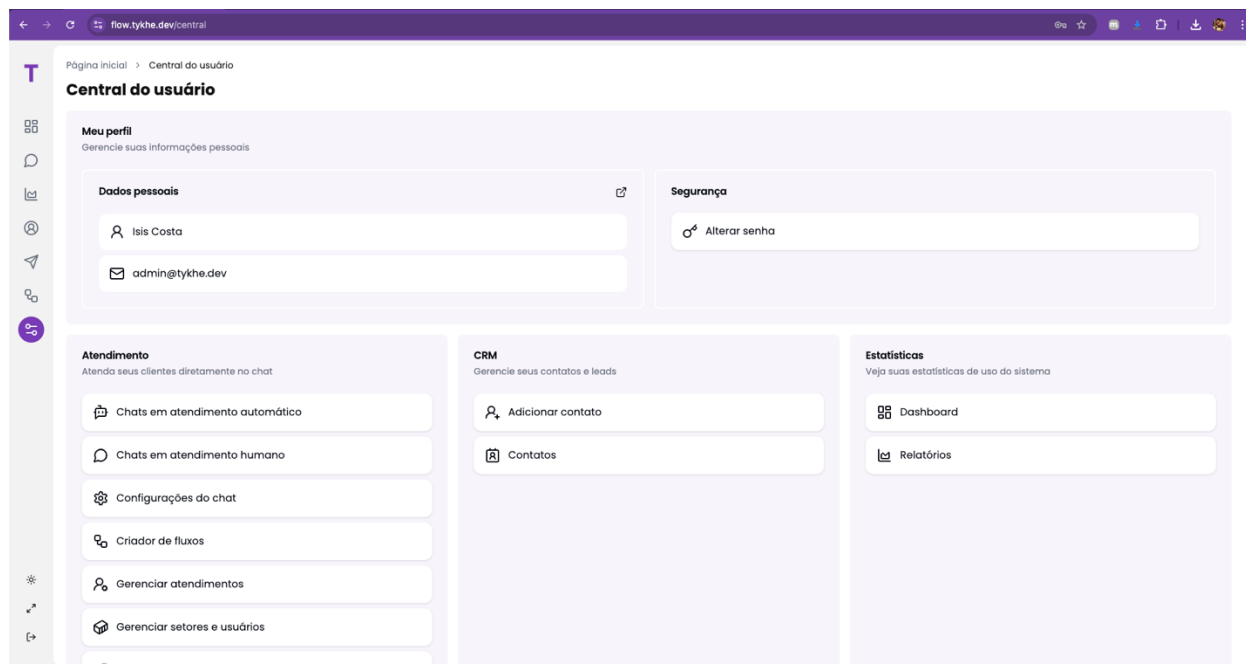 flow.tykhe.dev/central
T
Página inicial > Central do usuário
Central do usuário
Meu perfil
Gerencie suas informações pessoais
Dados pessoais
Isis Costa
admin@tykhe.dev
Segurança
Alterar senha
Atendimento
Atenda seus clientes diretamente no chat
Chats em atendimento automático
Chats em atendimento humano
Configurações do chat
Criador de fluxos
Gerenciar atendimentos
Gerenciar setores e usuários
CRM
Gerencie seus contatos e leads
Adicionar contato
Contatos
Estatísticas
Veja suas estatísticas de uso do sistema
Dashboard
Relatórios